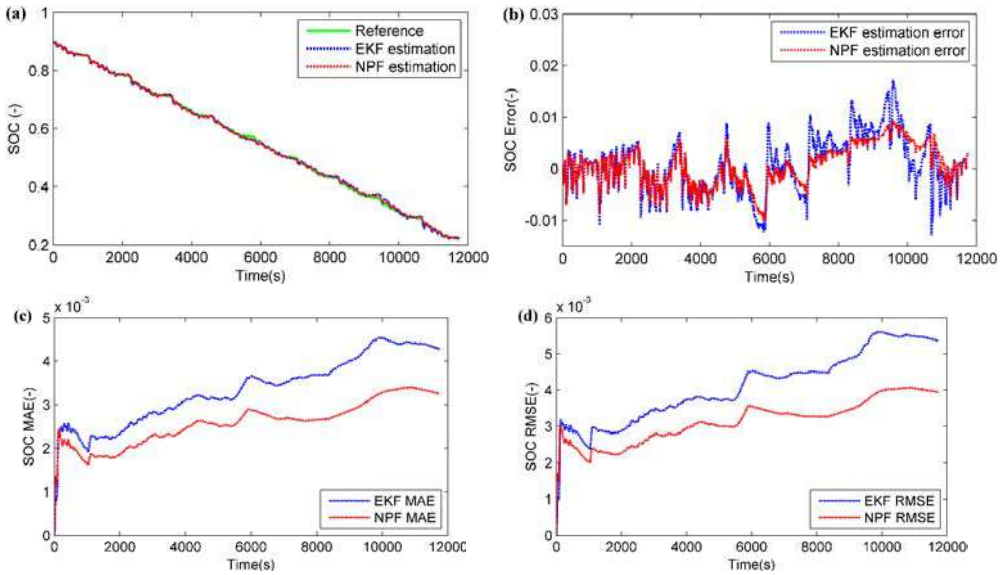 (a)
1
0.8
0.6
0.4
0.2
SOC (-)
Reference
EKF estimation
NPF estimation
0 2000 4000 6000 8000 10000 12000
Time(s)
(b)
0.03
0.02
0.01
0
-0.01
SOC Error(-)
EKF estimation error
NPF estimation error
0 2000 4000 6000 8000 10000 12000
Time(s)
(c)
x 10⁻³
5
4
3
2
1
0
SOC MAE(-)
EKF MAE
NPF MAE
0 2000 4000 6000 8000 10000 1200
Time(s)
(d)
x 10⁻³
6
5
4
3
2
1
0
SOC RMSE(-)
EKF RMSE
NPF RMSE
0 2000 4000 6000 8000 10000 12000
Time(s)